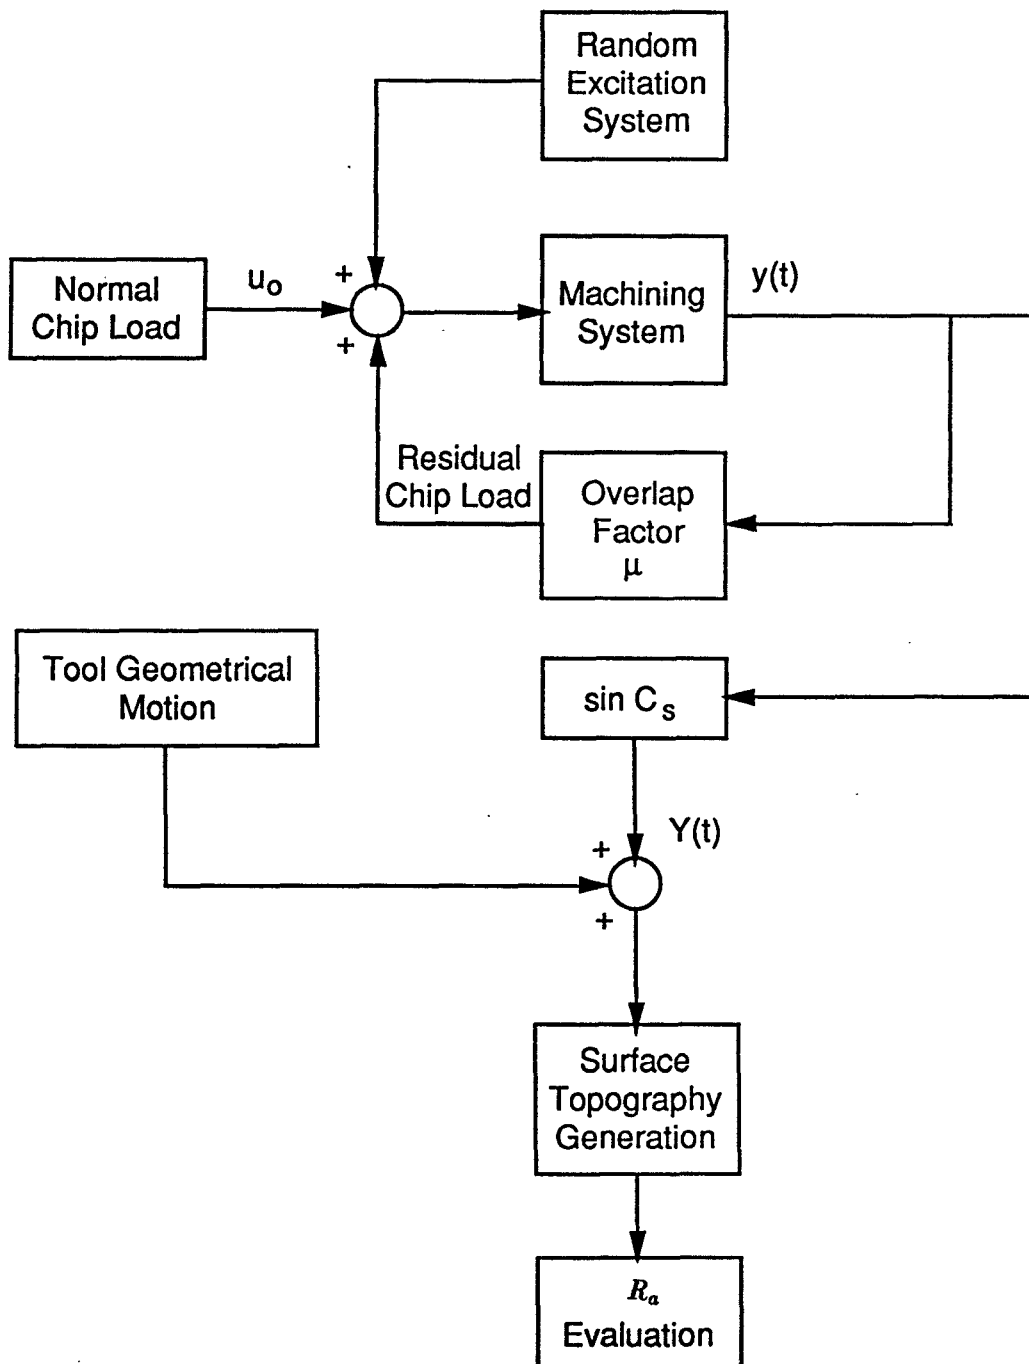 Random
Excitation
System
Normal
Chip Load
u₀
+
+
Machining
System
y(t)
Residual
Chip Load
Overlap
Factor
μ
Tool Geometrical
Motion
sin Cₛ
Y(t)
+
+
Surface
Topography
Generation
Rₐ
Evaluation